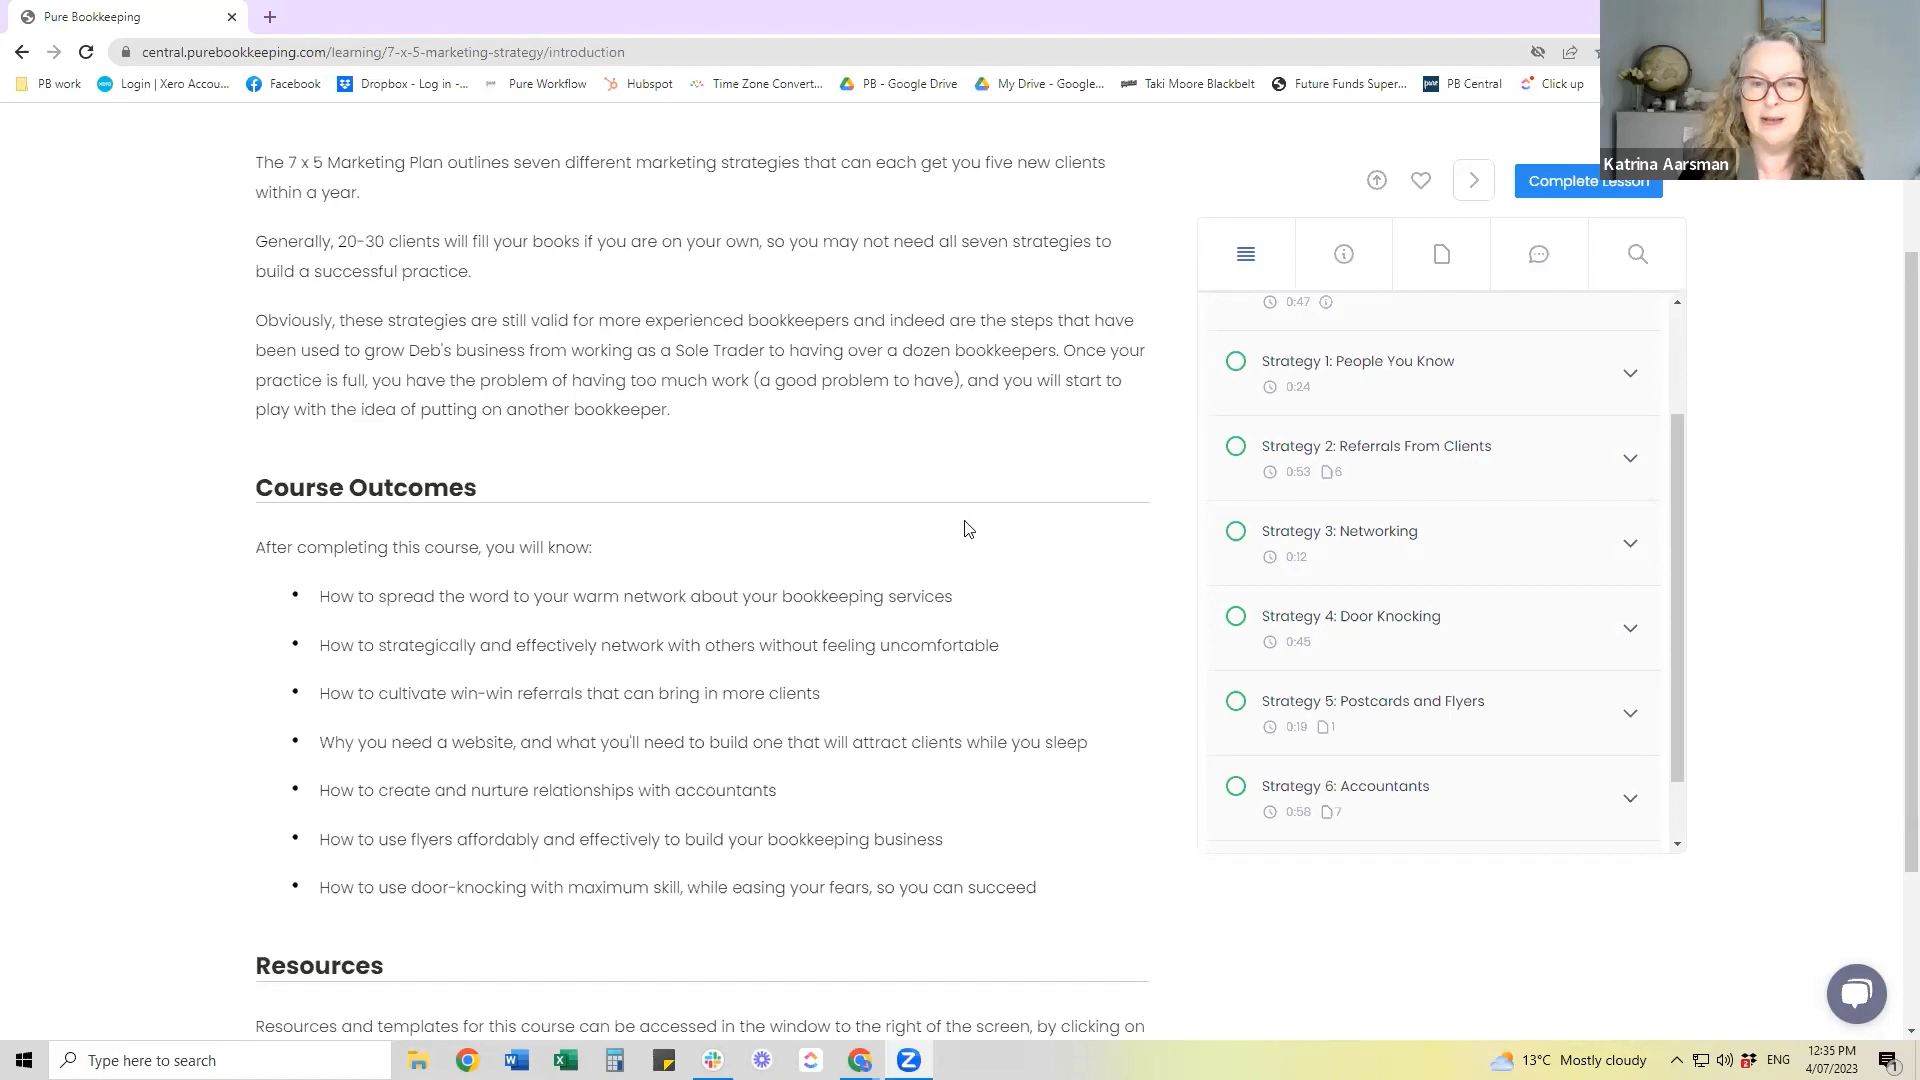 Pure Bookkeeping
central.purebookkeeping.com/learning/7-x-5-marketing-strategy/introduction
PB work
Login | Xero Accou...
Facebook
Dropbox - Log in -...
Pure Workflow
Hubspot
Time Zone Convert...
PB - Google Drive
My Drive - Google...
Taki Moore Blackbelt
Future Funds Super...
PB Central
Click up
Katrina Aarsman
The 7 x 5 Marketing Plan outlines seven different marketing strategies that can each get you five new clients
within a year.
Generally, 20-30 clients will fill your books if you are on your own, so you may not need all seven strategies to
build a successful practice.
Obviously, these strategies are still valid for more experienced bookkeepers and indeed are the steps that have
been used to grow Deb's business from working as a Sole Trader to having over a dozen bookkeepers. Once your
practice is full, you have the problem of having too much work (a good problem to have), and you will start to
play with the idea of putting on another bookkeeper.
Course Outcomes
After completing this course, you will know:
• How to spread the word to your warm network about your bookkeeping services
• How to strategically and effectively network with others without feeling uncomfortable
• How to cultivate win-win referrals that can bring in more clients
• Why you need a website, and what you'll need to build one that will attract clients while you sleep
• How to create and nurture relationships with accountants
• How to use flyers affordably and effectively to build your bookkeeping business
• How to use door-knocking with maximum skill, while easing your fears, so you can succeed
Resources
Resources and templates for this course can be accessed in the window to the right of the screen, by clicking on
Complete Lesson
0:47
Strategy 1: People You Know
0:24
Strategy 2: Referrals From Clients
0:53 6
Strategy 3: Networking
0:12
Strategy 4: Door Knocking
0:45
Strategy 5: Postcards and Flyers
0:19 1
Strategy 6: Accountants
0:58 7
Type here to search
13°C Mostly cloudy
ENG
12:35 PM
4/07/2023